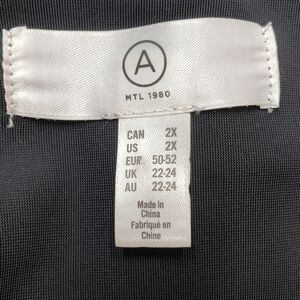 A
MTL 1980
CAN 2X
US 2X
EUR 50-52
UK 22-24
AU 22-24
Made in
China
Fabriqué en
Chine